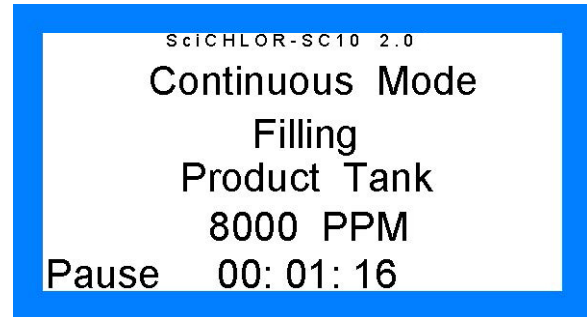 SciCHLOR-SC10 2.0
Continuous Mode
Filling
Product Tank
8000 PPM
Pause 00: 01: 16